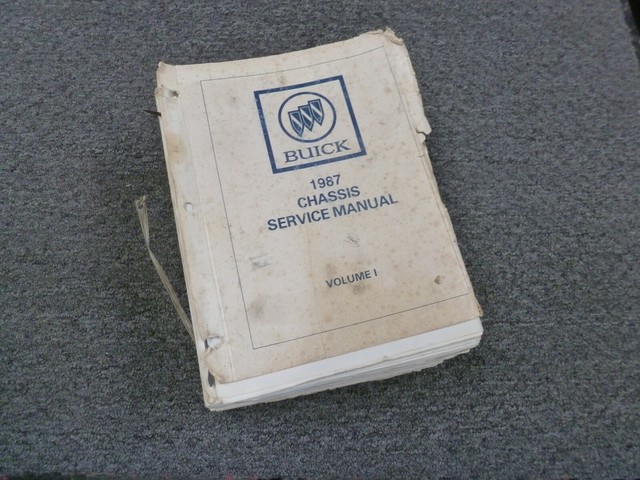 BUICK
1987
CHASSIS
SERVICE MANUAL
VOLUME I